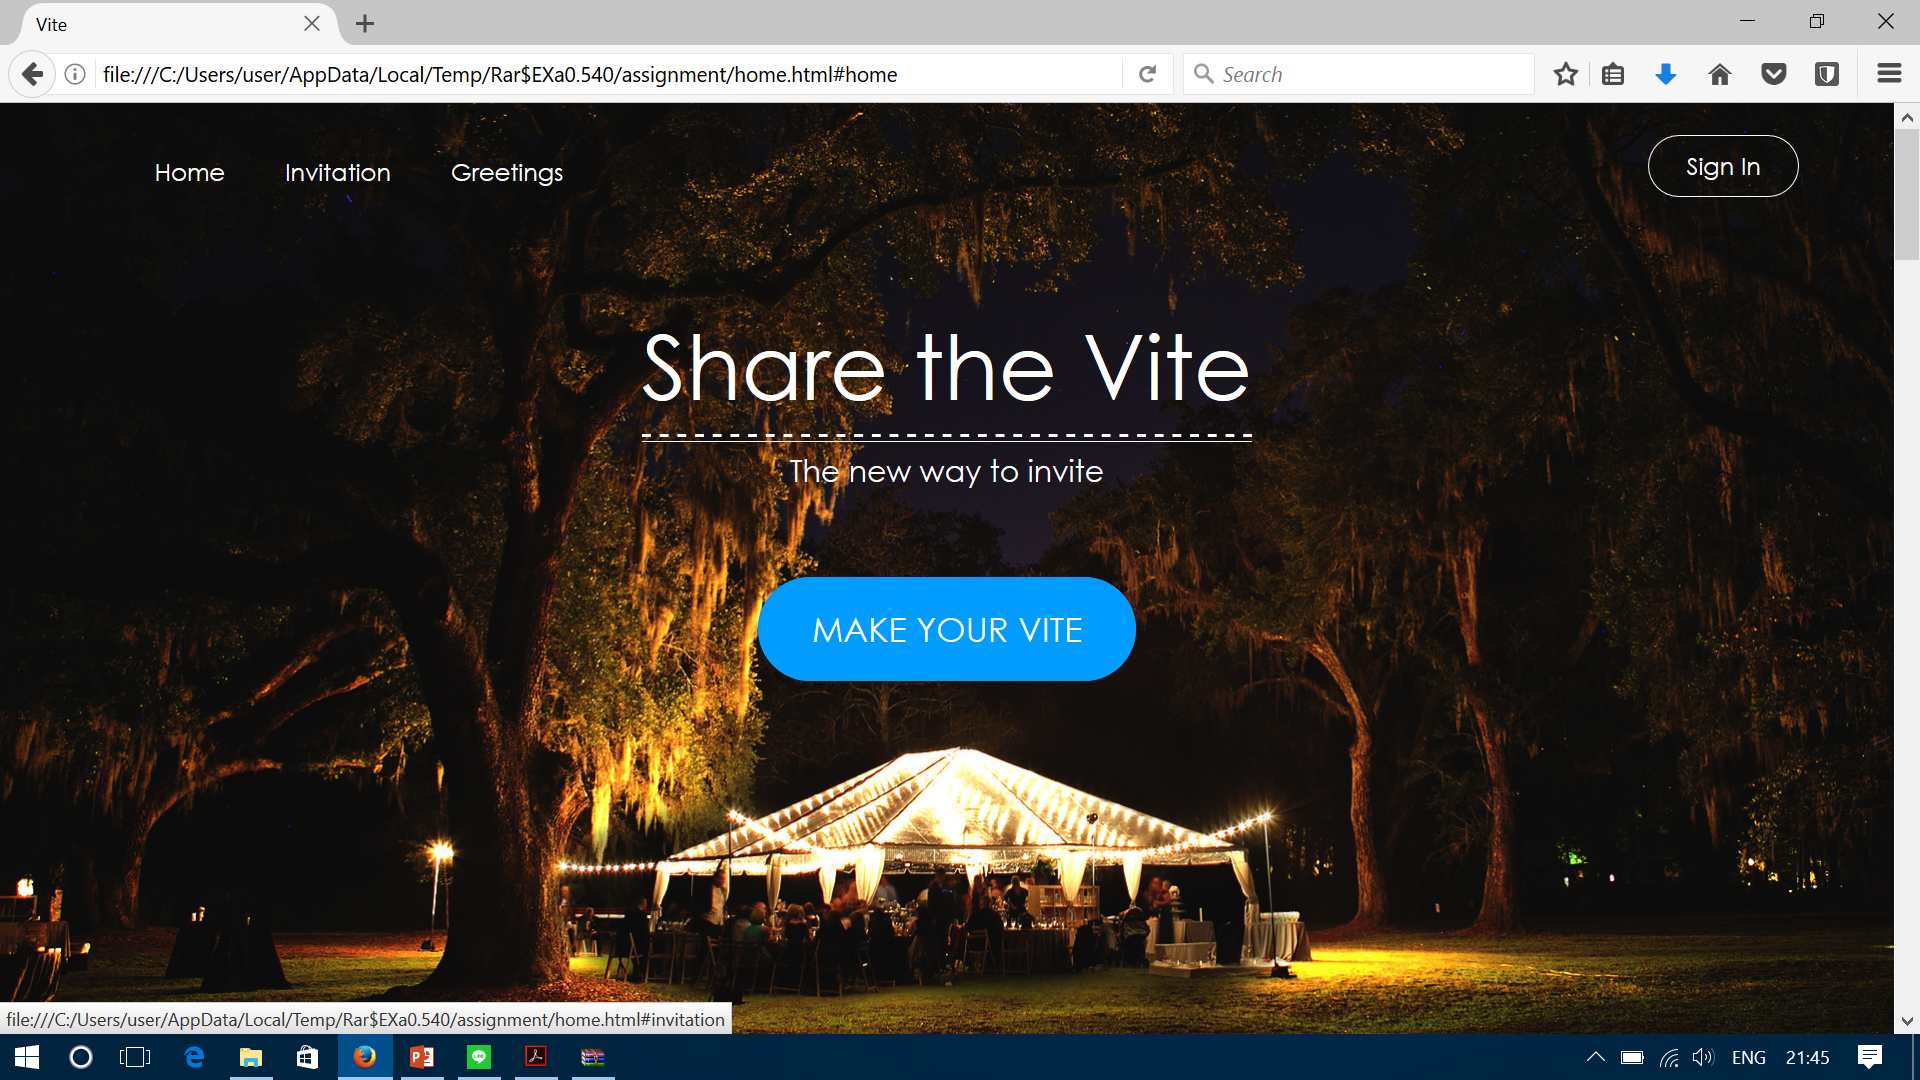 Vite
file:///C:/Users/user/AppData/Local/Temp/Rar$EXa0.540/assignment/home.html#home
Search
Home Invitation Greetings
Sign In
Share the Vite
The new way to invite
MAKE YOUR VITE
file:///C:/Users/user/AppData/Local/Temp/Rar$EXa0.540/assignment/home.html#invitation
ENG 21:45